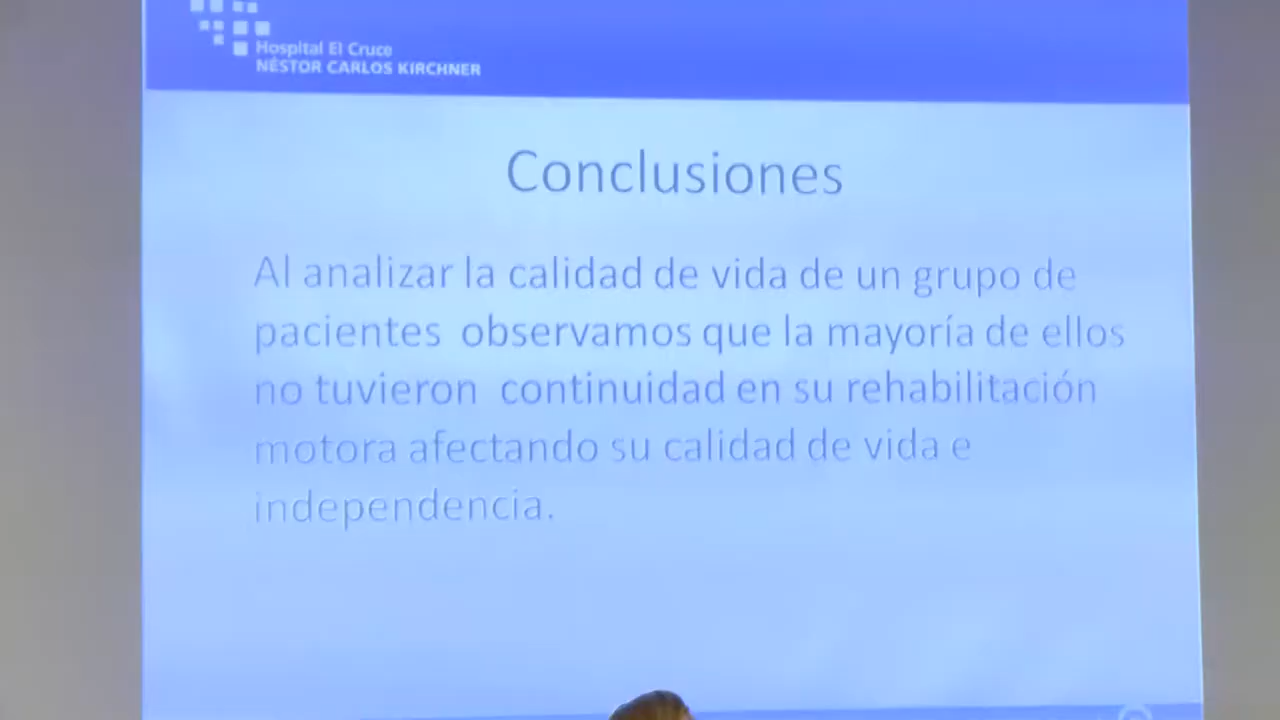 Hospital El Cruce
NÉSTOR CARLOS KIRCHNER
Conclusiones
Al analizar la calidad de vida de un grupo de
pacientes observamos que la mayoría de ellos
no tuvieron continuidad en su rehabilitación
motora afectando su calidad de vida e
independencia.